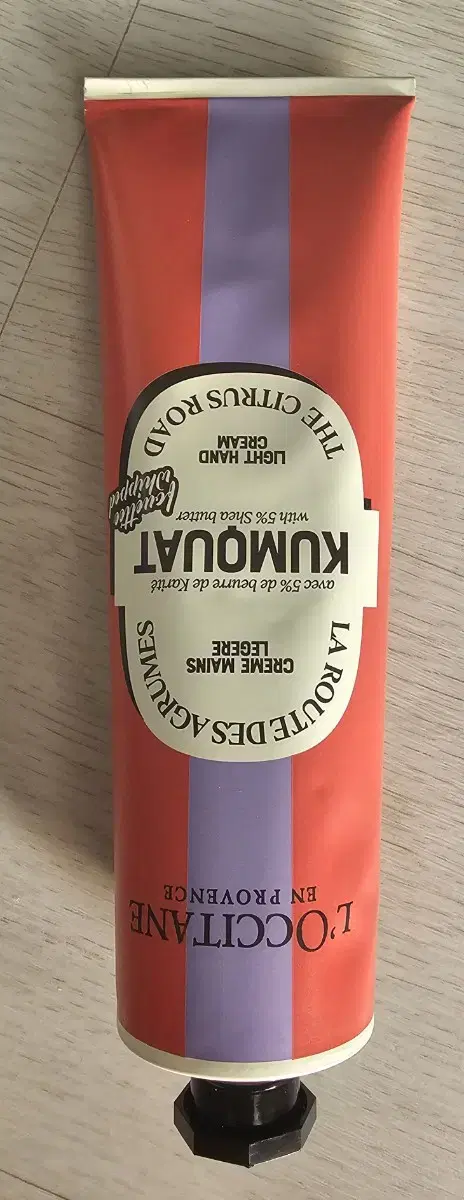 L'OCCITANE
EN PROVENCE
LA ROUTE DES AGRUMES
CREME MAINS
LEGERE
avec 5% de beurre de Karité
KUMQUAT
with 5% Shea butter
Whipped
fouettée
LIGHT HAND
CREAM
THE CITRUS ROAD